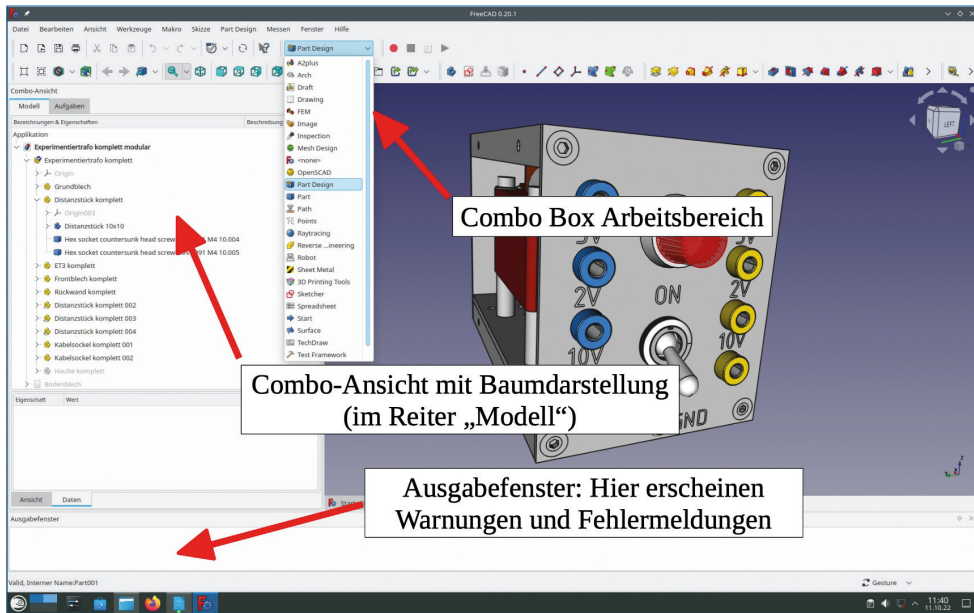 FreeCAD 0.20.1
Datei Bearbeiten Ansicht Werkzeuge Makro Skizze Part Design Messen Fenster Hilfe
Part Design
A2plus
Arch
Draft
Drawing
FEM
Image
Inspection
Mesh Design
<none>
OpenSCAD
Part Design
Part
Path
Points
Raytracing
Reverse ...ineering
Robot
Sheet Metal
3D Printing Tools
Sketcher
Spreadsheet
Start
Surface
TechDraw
Test Framework
Combo-Ansicht
Modell Aufgaben
Bezeichnungen & Eigenschaften Beschreibung
Applikation
Experimentiertrafo komplett modular
Experimentiertrafo komplett
Origin
Grundblech
Distanzstück komplett
Origin003
Distanzstück 10x10
Hex socket countersunk head screw M4 10.004
Hex socket countersunk head screw 91 M4 10.005
ET3 komplett
Frontblech komplett
Rückwand komplett
Distanzstück komplett 002
Distanzstück komplett 003
Distanzstück komplett 004
Kabelsockel komplett 001
Kabelsockel komplett 002
Haube komplett
Bodenblech
Eigenschaft Wert
Ansicht Daten
LEFT
Combo Box Arbeitsbereich
2V ON 2V
10V 10V
GND
Combo-Ansicht mit Baumdarstellung
(im Reiter „Modell“)
z
Ausgabefenster: Hier erscheinen
Warnungen und Fehlermeldungen
Ausgabefenster
Valid, Interner Name:Part001
Gesture
11:40
11.10.22